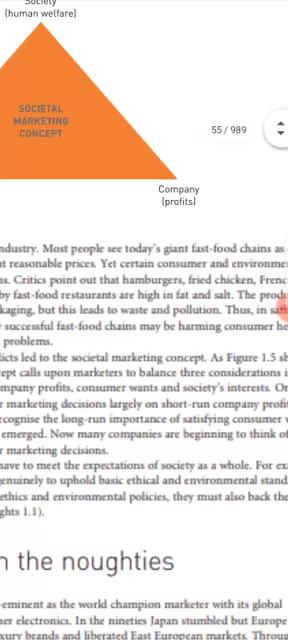 Society
(human welfare)
SOCIETAL
MARKETING
CONCEPT
55 / 989
Company
(profits)
ndustry. Most people see today's giant fast-food chains as
t reasonable prices. Yet certain consumer and environme
ns. Critics point out that hamburgers, fried chicken, Frenc
by fast-food restaurants are high in fat and salt. The prod
kaging, but this leads to waste and pollution. Thus, in sati
successful fast-food chains may be harming consumer he
problems.
licts led to the societal marketing concept. As Figure 1.5 sh
ept calls upon marketers to balance three considerations i
mpany profits, consumer wants and society's interests. Or
r marketing decisions largely on short-run company profit
ecognise the long-run importance of satisfying consumer w
emerged. Now many companies are beginning to think of
r marketing decisions.
have to meet the expectations of society as a whole. For exa
enuinely to uphold basic ethical and environmental stand
ethics and environmental policies, they must also back the
ghts 1.1).
n the noughties
-eminent as the world champion marketer with its global
ner electronics. In the nineties Japan stumbled but Europe
xury brands and liberated East European markets. Throu